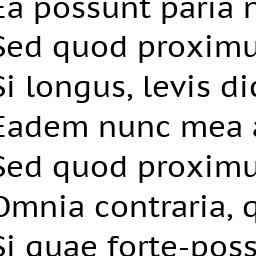 Ea possunt paria n
Sed quod proximu
Si longus, levis dic
Eadem nunc mea a
Sed quod proximu
Omnia contraria, q
Si quae forte-poss